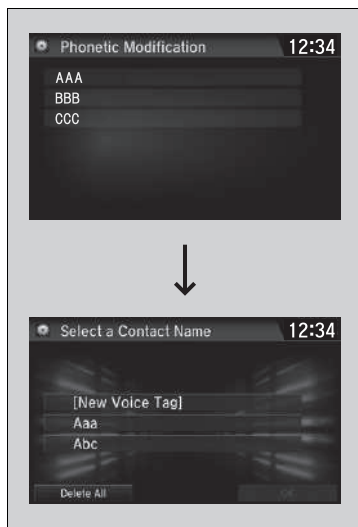 Phonetic Modification 12:34
AAA
BBB
CCC
Select a Contact Name 12:34
[New Voice Tag]
Aaa
Abc
Delete All OK